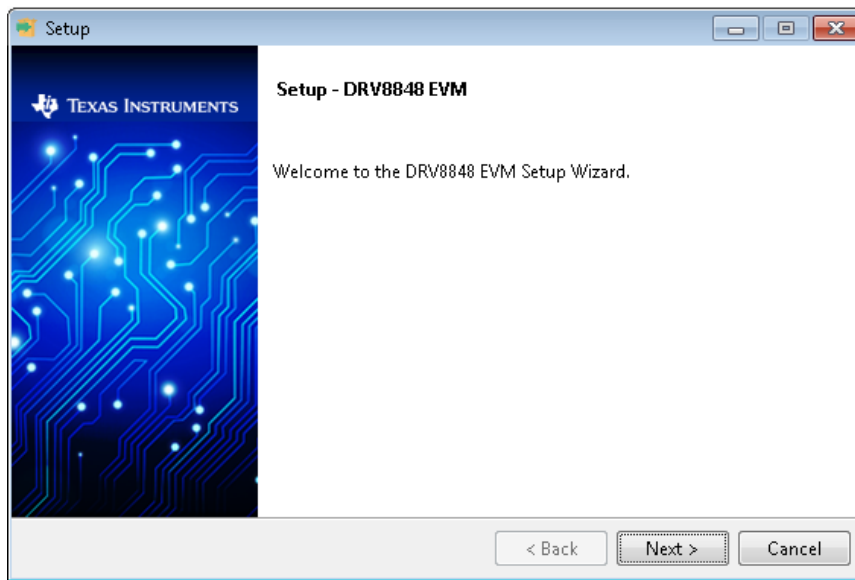 Setup
TEXAS INSTRUMENTS
Setup - DRV8848 EVM
Welcome to the DRV8848 EVM Setup Wizard.
< Back
Next >
Cancel